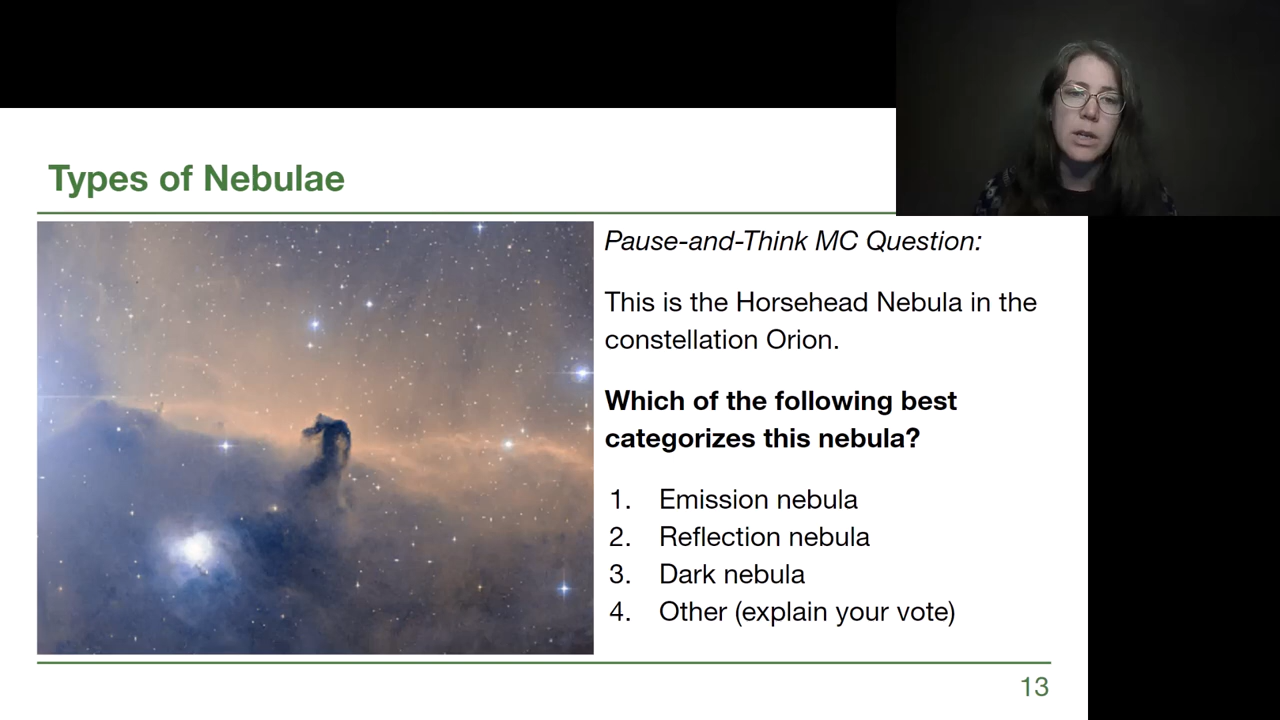 Types of Nebulae
Pause-and-Think MC Question:
This is the Horsehead Nebula in the
constellation Orion.
Which of the following best
categorizes this nebula?
1. Emission nebula
2. Reflection nebula
3. Dark nebula
4. Other (explain your vote)
13